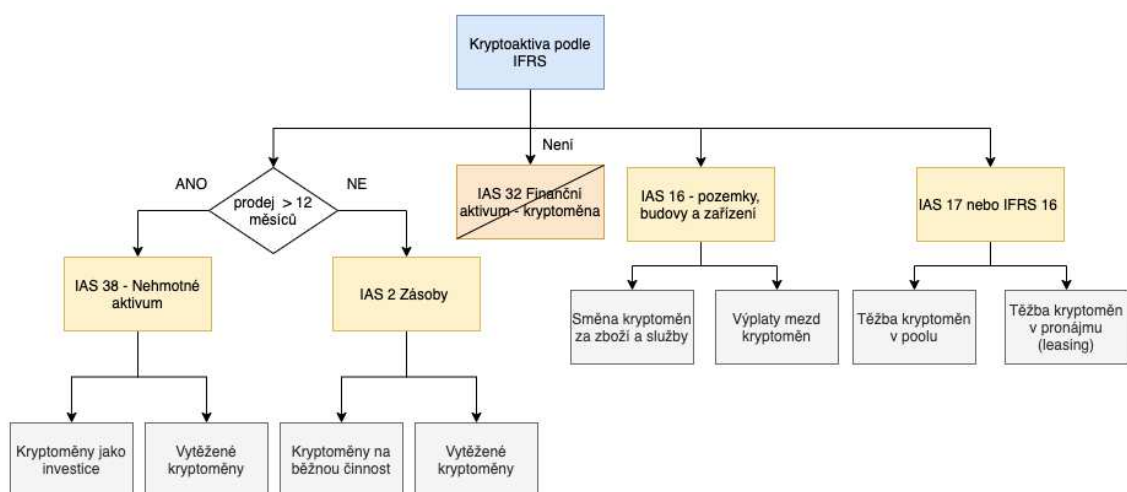 Kryptoaktiva podle
IFRS
Není
ANO
NE
prodej > 12
měsíců
IAS 32 Finanční
aktivum - kryptoměna
IAS 16 - pozemky,
budovy a zařízení
IAS 17 nebo IFRS 16
IAS 38 - Nehmotné
aktivum
IAS 2 Zásoby
Směna kryptoměn
za zboží a služby
Výplaty mezd
kryptoměn
Těžba kryptoměn
v poolu
Těžba kryptoměn
v pronájmu
(leasing)
Kryptoměny jako
investice
Vytěžené
kryptoměny
Kryptoměny na
běžnou činnost
Vytěžené
kryptoměny